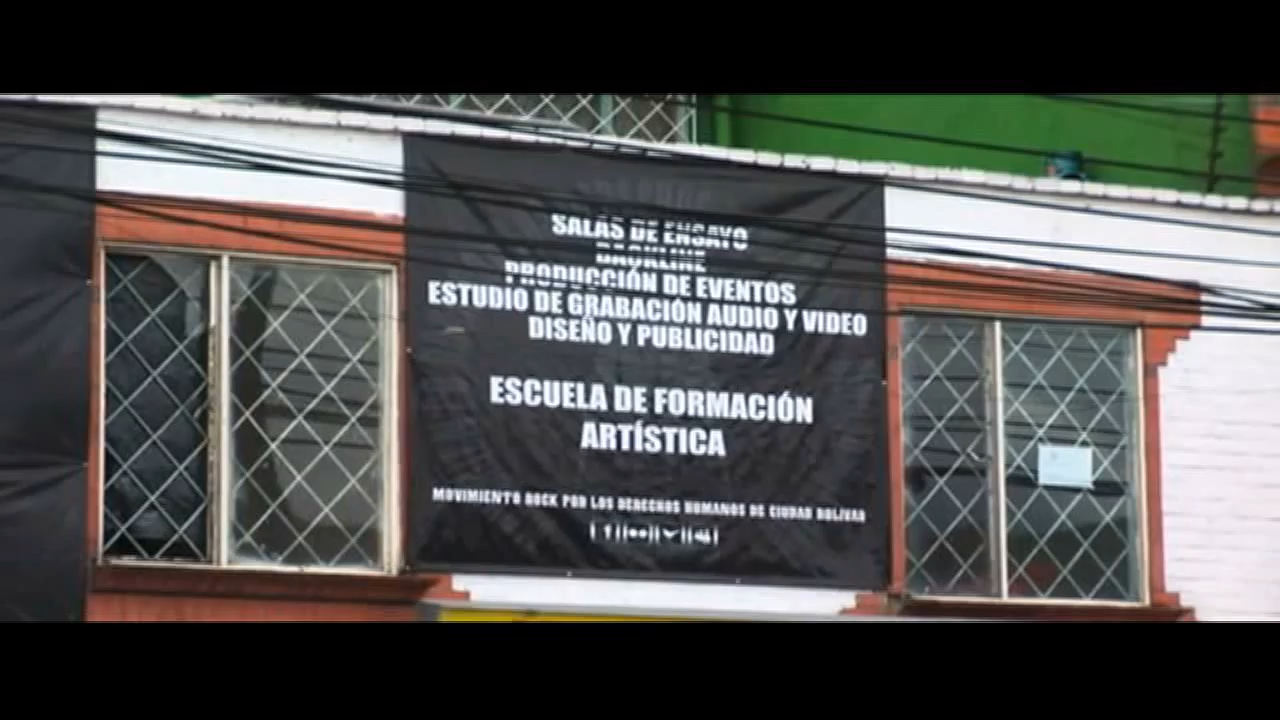 SALAS DE ENSAYO
BACKLINE
PRODUCCIÓN DE EVENTOS
ESTUDIO DE GRABACIÓN AUDIO Y VIDEO
DISEÑO Y PUBLICIDAD
ESCUELA DE FORMACIÓN
ARTÍSTICA
MOVIMIENTO ROCK POR LOS DERECHOS HUMANOS DE CIUDAD BOLÍVAR